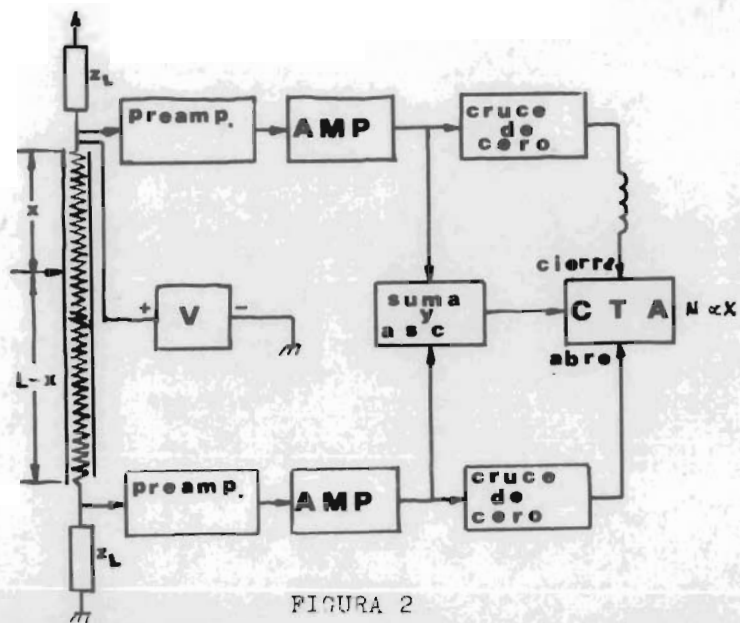 Z_L
preamp.
AMP
cruce
de
cero
x
cierre
suma
y
asc
C T A
N ∝ X
+
V
-
abre
L-x
preamp.
AMP
cruce
de
cero
Z_L
FIGURA 2